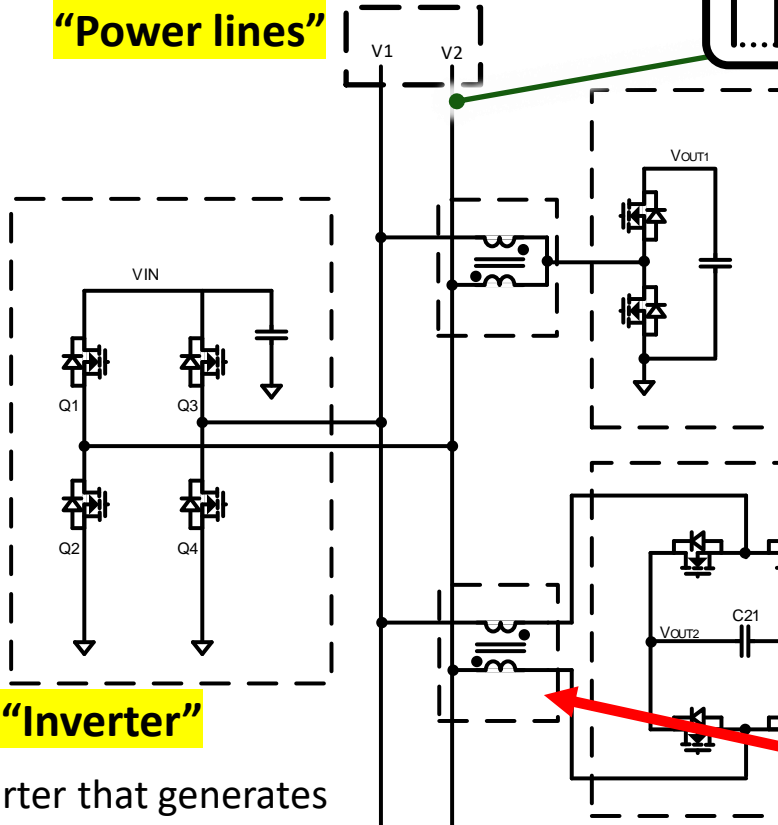 “Power lines”
V1
V2
VOUT1
VIN
Q1
Q3
Q2
Q4
C21
VOUT2
“Inverter”
rter that generates